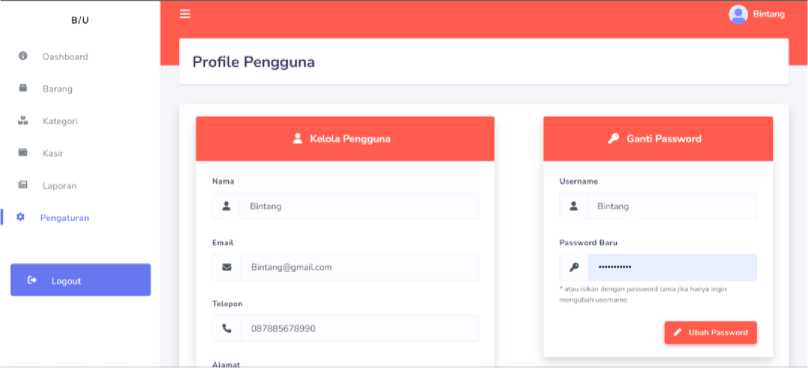 B/U
Dashboard
Barang
Kategori
Kasir
Laporan
Pengaturan
Logout
Bintang
Profile Pengguna
Kelola Pengguna
Nama
Bintang
Email
Bintang@gmail.com
Telepon
087885678990
Alamat
Ganti Password
Username
Bintang
Password Baru
•••••••••••
* atau isikan dengan password lama jika hanya ingin
mengubah username
Ubah Password